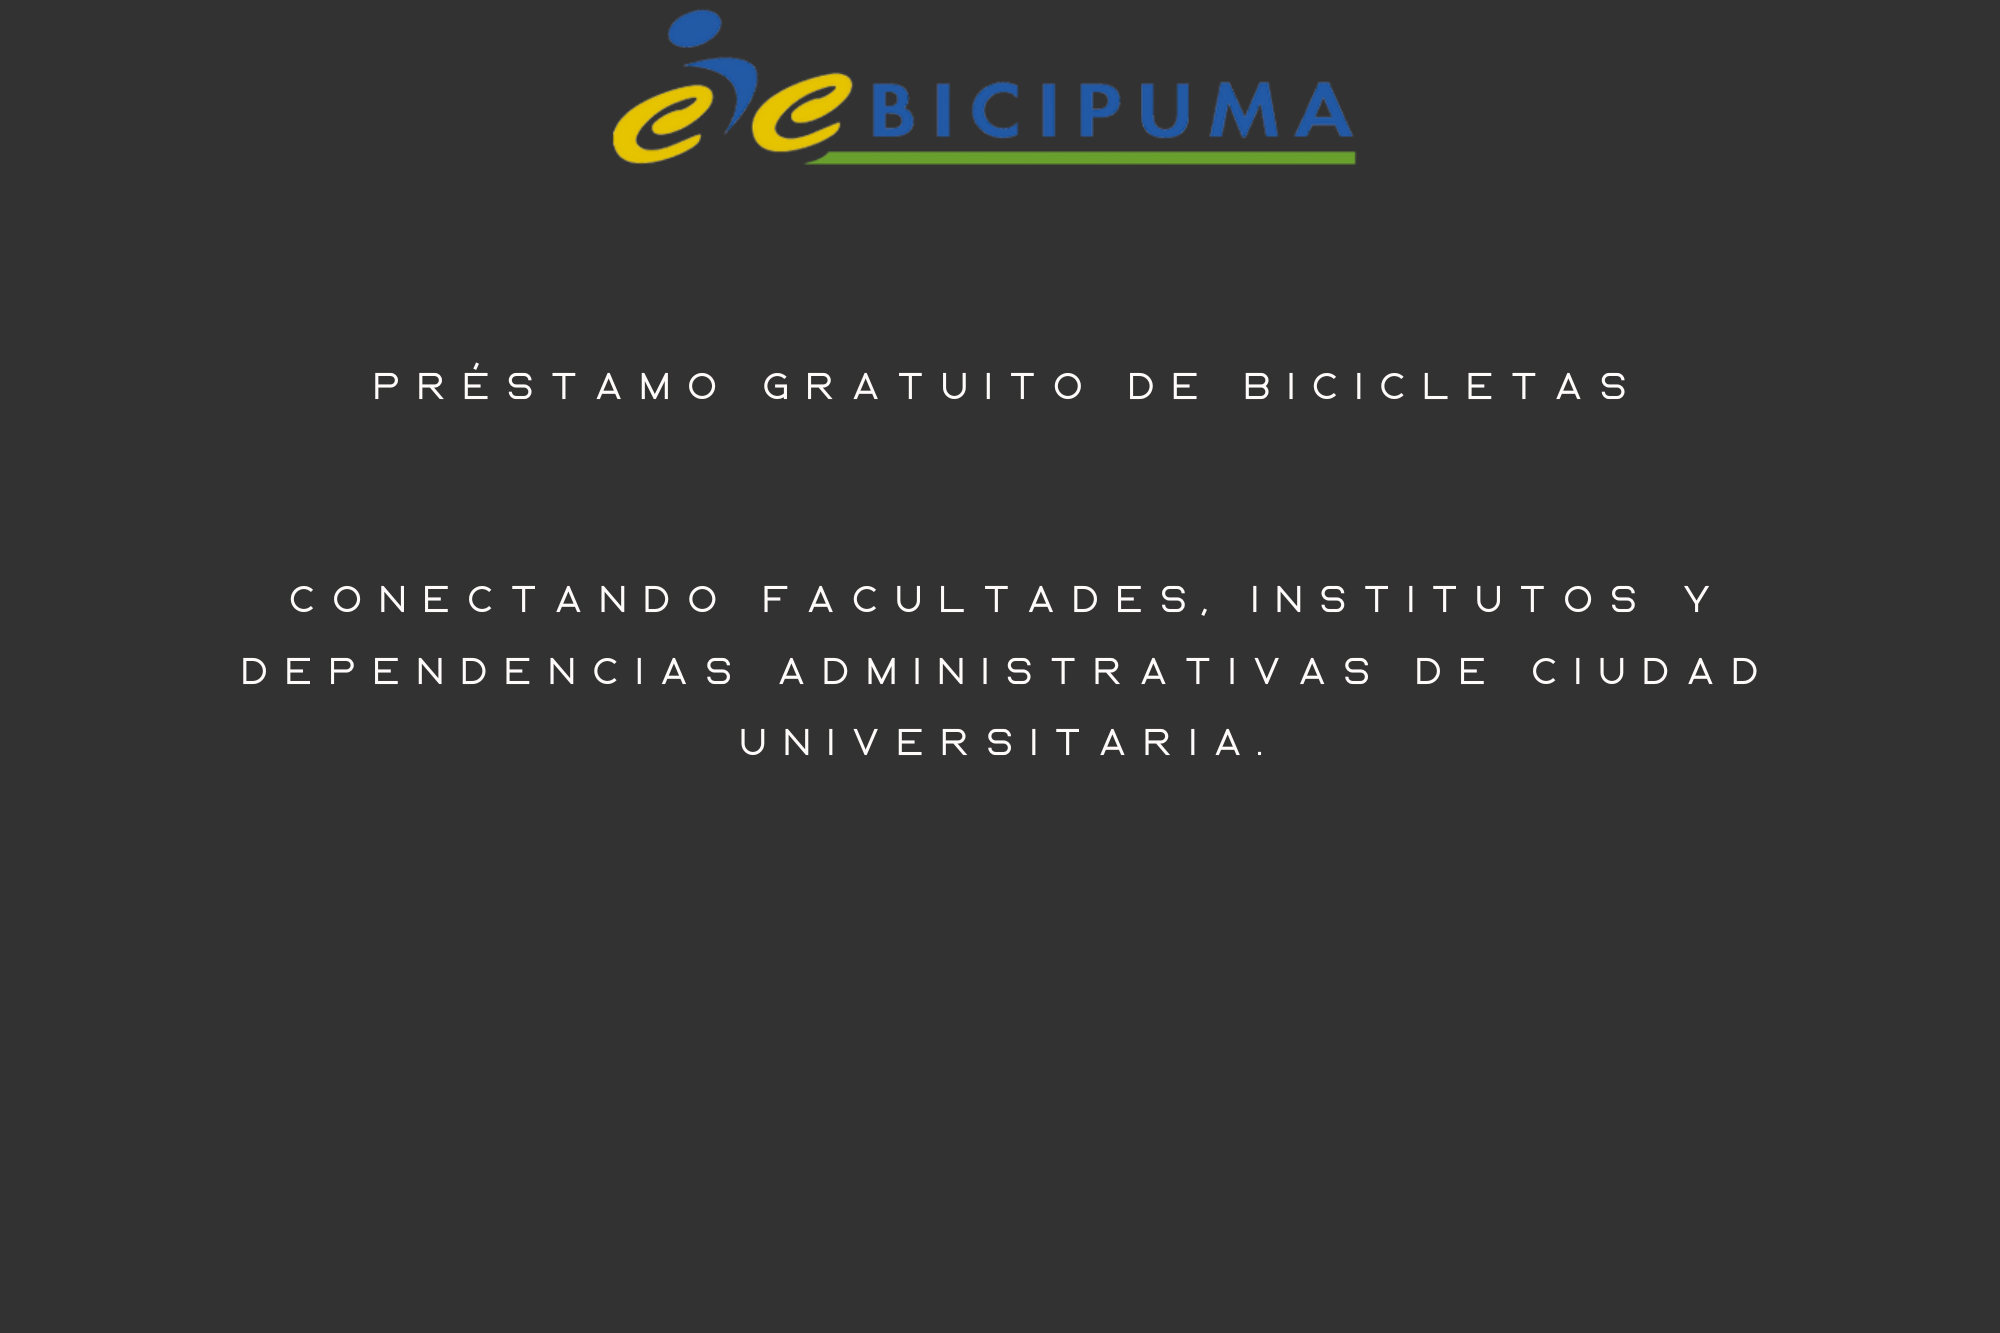 BICIPUMA
PRÉSTAMO GRATUITO DE BICICLETAS
CONECTANDO FACULTADES, INSTITUTOS Y
DEPENDENCIAS ADMINISTRATIVAS DE CIUDAD
UNIVERSITARIA.